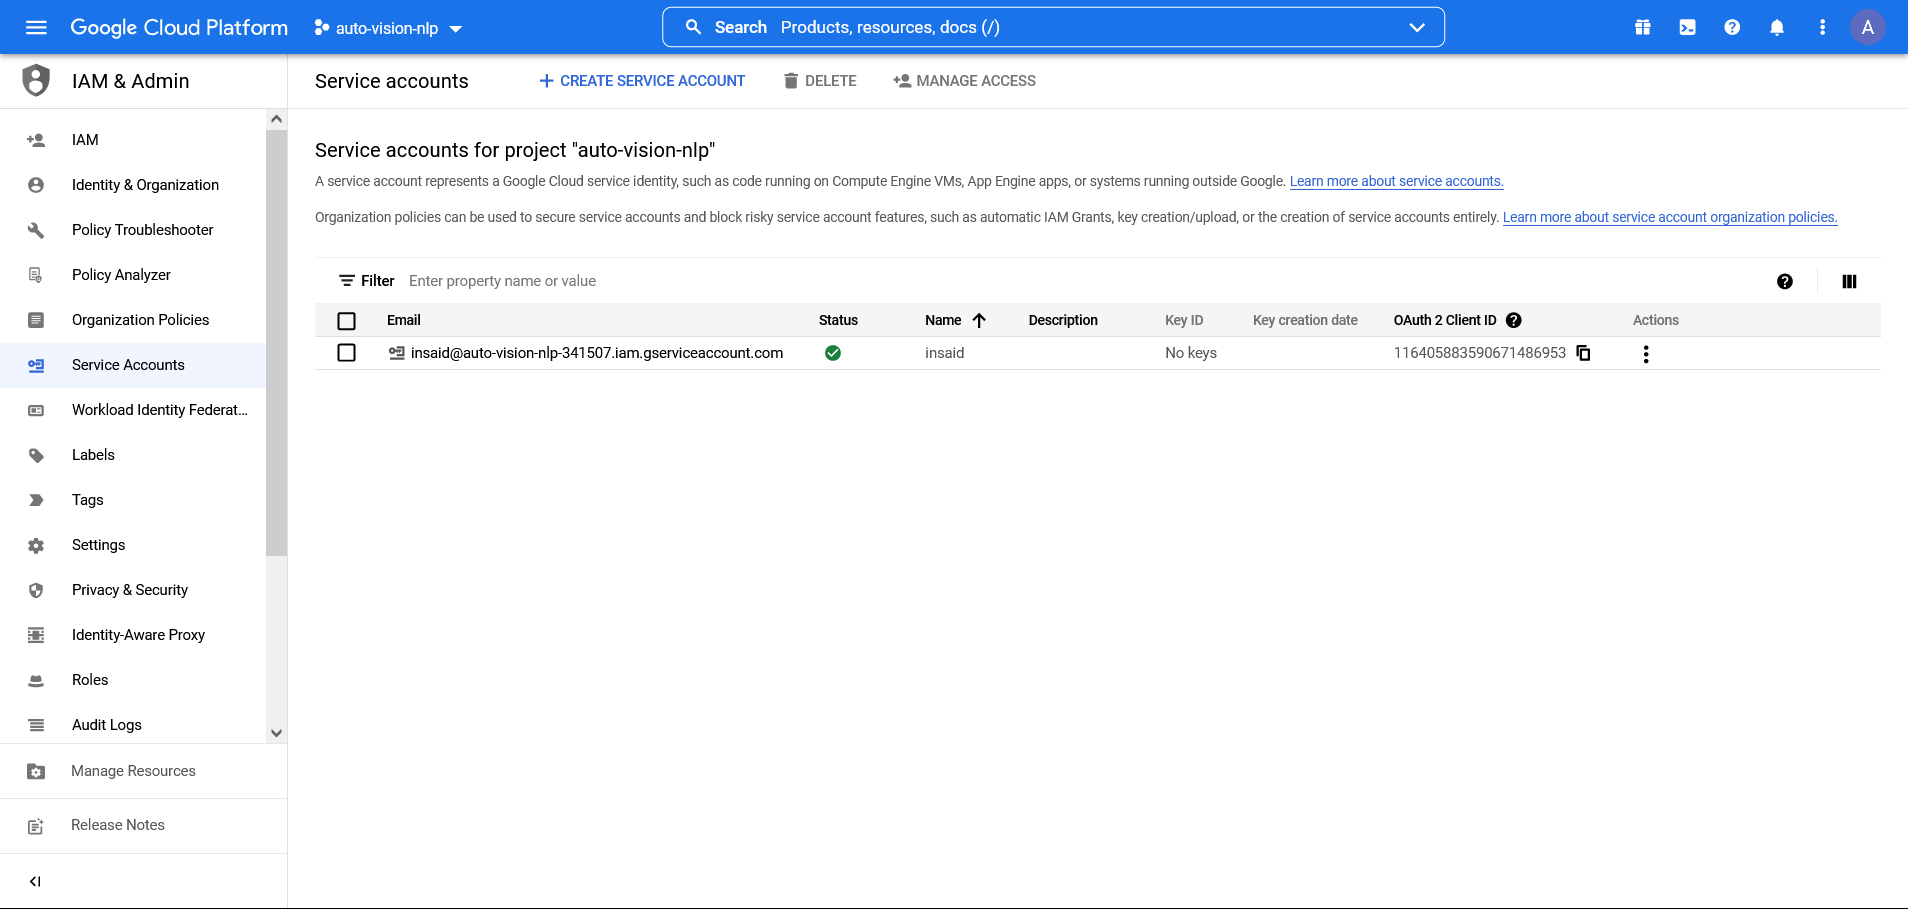 Google Cloud Platform auto-vision-nlp Search Products, resources, docs (/) A
IAM & Admin
IAM
Identity & Organization
Policy Troubleshooter
Policy Analyzer
Organization Policies
Service Accounts
Workload Identity Federat...
Labels
Tags
Settings
Privacy & Security
Identity-Aware Proxy
Roles
Audit Logs
Manage Resources
Release Notes
Service accounts CREATE SERVICE ACCOUNT DELETE MANAGE ACCESS
Service accounts for project "auto-vision-nlp"
A service account represents a Google Cloud service identity, such as code running on Compute Engine VMs, App Engine apps, or systems running outside Google. Learn more about service accounts.
Organization policies can be used to secure service accounts and block risky service account features, such as automatic IAM Grants, key creation/upload, or the creation of service accounts entirely. Learn more about service account organization policies.
Filter Enter property name or value
Email Status Name Description Key ID Key creation date OAuth 2 Client ID Actions
insaid@auto-vision-nlp-341507.iam.gserviceaccount.com insaid No keys 116405883590671486953